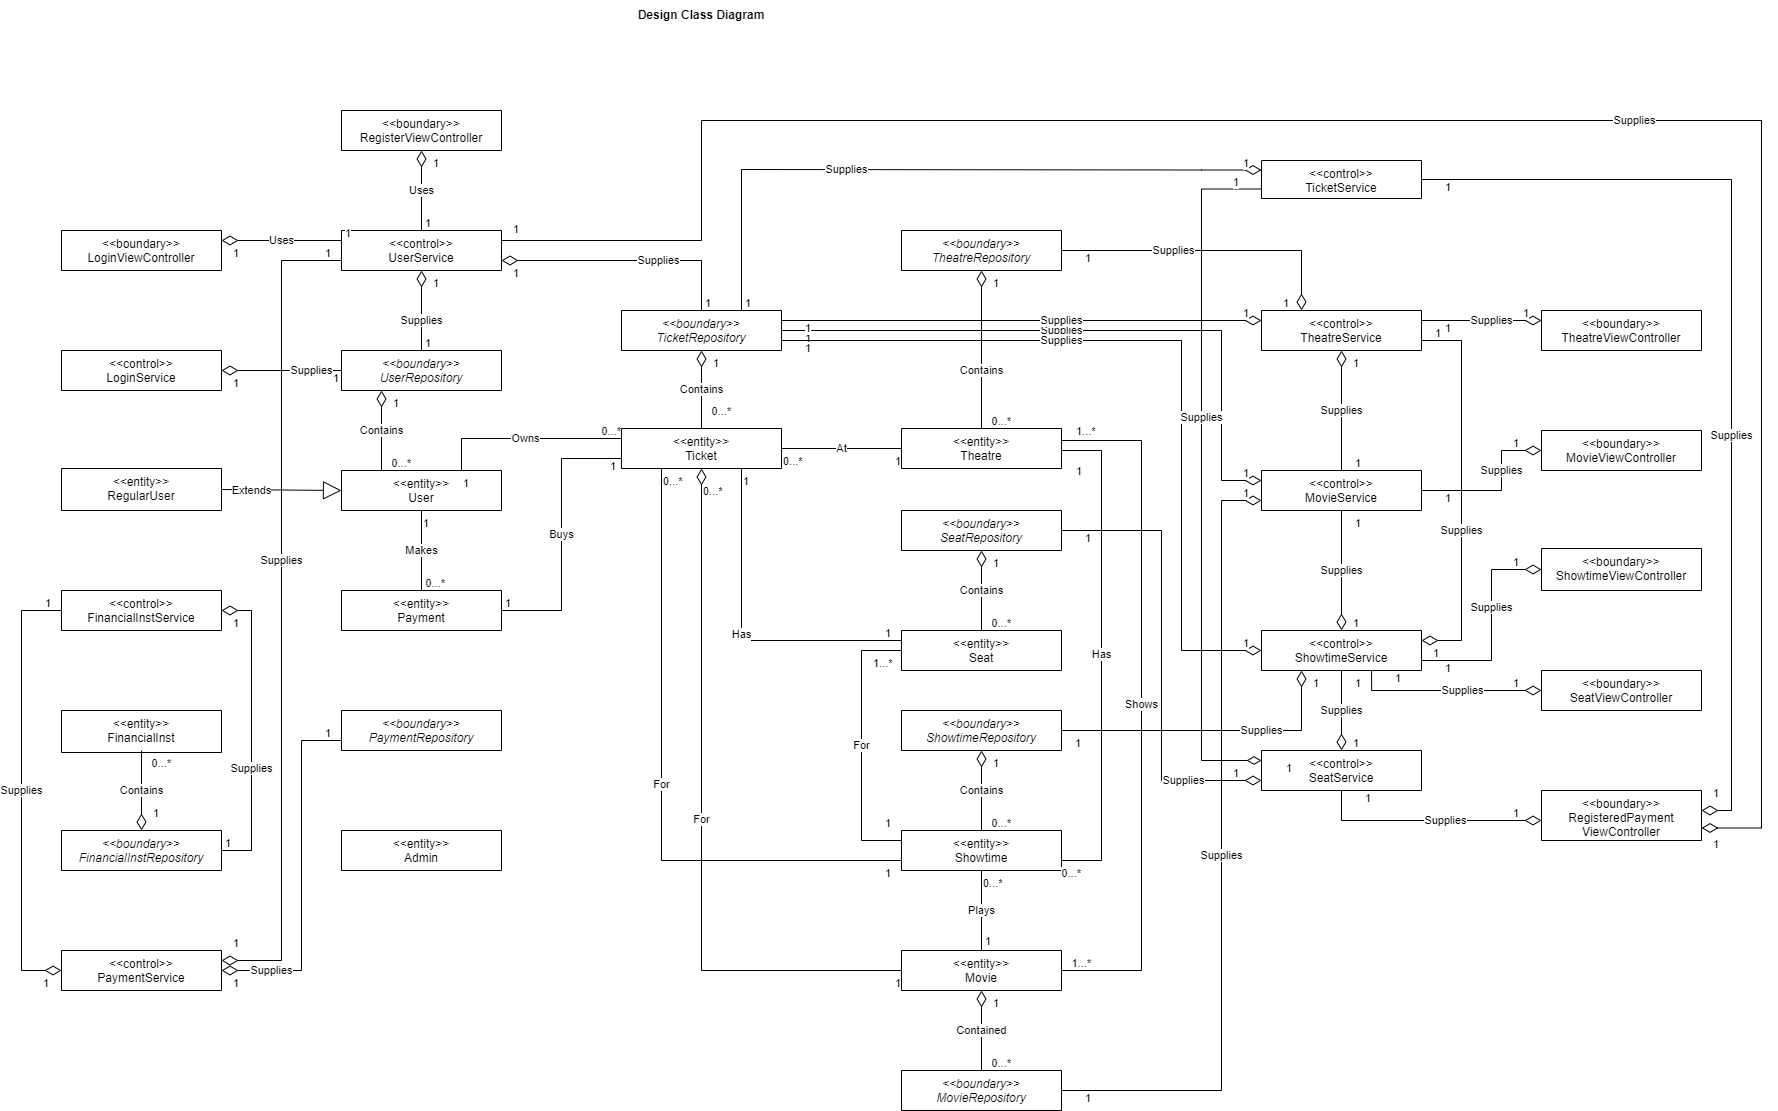 Design Class Diagram
<<boundary>>
RegisterViewController
1
Uses
1
<<boundary>>
LoginViewController
1
Uses
1
1
<<control>>
UserService
1
1
1
Supplies
Supplies
1
Supplies
1
<<control>>
LoginService
1
Supplies
1
<<boundary>>
UserRepository
1
Contains
0...*
<<entity>>
RegularUser
Extends
<<entity>>
User
1
Owns
0...*
1
Makes
0...*
<<entity>>
Payment
1
Buys
1
Supplies
1
<<control>>
FinancialInstService
1
Supplies
Supplies
<<entity>>
FinancialInst
0...*
Contains
1
<<boundary>>
FinancialInstRepository
1
<<boundary>>
PaymentRepository
1
<<entity>>
Admin
1
<<control>>
PaymentService
1
1
Supplies
1
1
<<boundary>>
TicketRepository
1
Contains
0...*
<<entity>>
Ticket
0...*
At
1
0...*
0...*
1
Has
1
For
For
1
1
1
1
Supplies
Supplies
Supplies
Supplies
1
1
<<control>>
TicketService
1
Supplies
<<boundary>>
TheatreRepository
1
Supplies
1
1
Contains
0...*
<<entity>>
Theatre
1...*
1
<<boundary>>
SeatRepository
1
1
Contains
0...*
<<entity>>
Seat
1...*
For
1
Has
Shows
<<boundary>>
ShowtimeRepository
1
Supplies
1
1
Contains
0...*
<<entity>>
Showtime
0...*
0...*
Plays
1
<<entity>>
Movie
1...*
1
Contained
0...*
<<boundary>>
MovieRepository
1
Supplies
1
1
<<control>>
TheatreService
1
1
Supplies
1
<<boundary>>
TheatreViewController
Supplies
Supplies
1
1
<<control>>
MovieService
1
1
Supplies
1
<<boundary>>
MovieViewController
Supplies
Supplies
1
1
<<control>>
ShowtimeService
1
1
Supplies
1
<<boundary>>
ShowtimeViewController
1
1
Supplies
1
<<boundary>>
SeatViewController
Supplies
1
Supplies
1
1
<<control>>
SeatService
1
Supplies
1
<<boundary>>
RegisteredPayment
ViewController
1
1